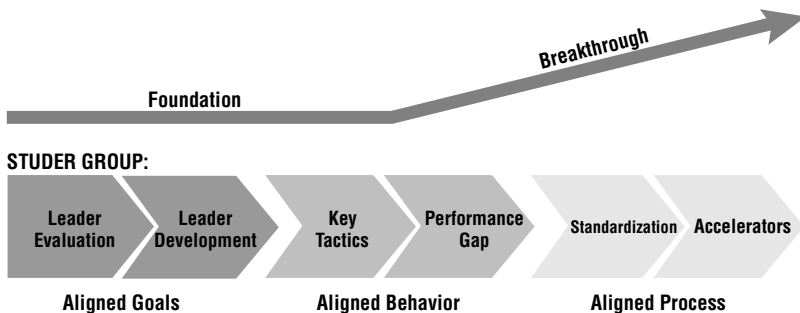 Breakthrough
Foundation
STUDER GROUP:
Leader
Evaluation
Leader
Development
Key
Tactics
Performance
Gap
Standardization
Accelerators
Aligned Goals
Aligned Behavior
Aligned Process